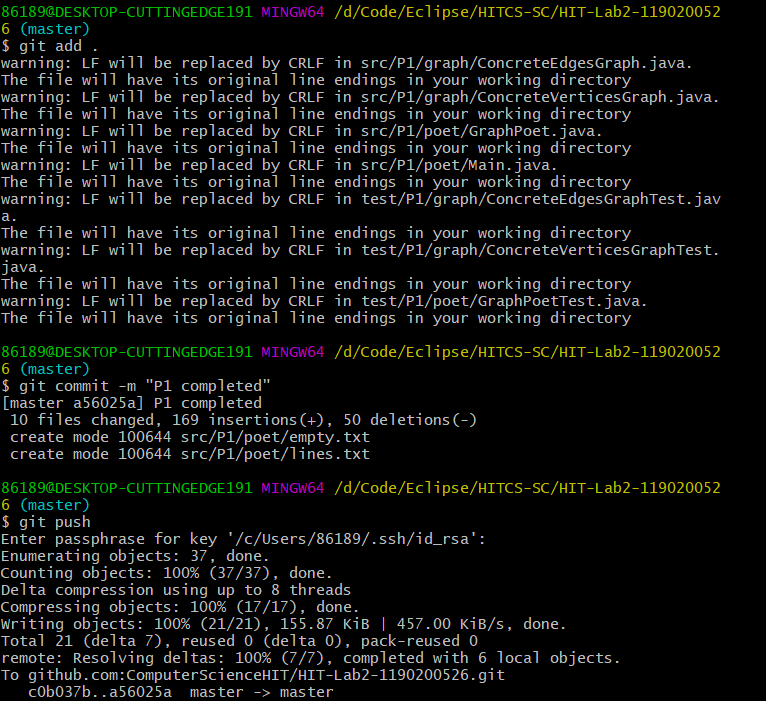 86189@DESKTOP-CUTTINGEDGE191 MINGW64 /d/Code/Eclipse/HITCS-SC/HIT-Lab2-119020052
6 (master)
$ git add .
warning: LF will be replaced by CRLF in src/P1/graph/ConcreteEdgesGraph.java.
The file will have its original line endings in your working directory
warning: LF will be replaced by CRLF in src/P1/graph/ConcreteVerticesGraph.java.
The file will have its original line endings in your working directory
warning: LF will be replaced by CRLF in src/P1/poet/GraphPoet.java.
The file will have its original line endings in your working directory
warning: LF will be replaced by CRLF in src/P1/poet/Main.java.
The file will have its original line endings in your working directory
warning: LF will be replaced by CRLF in test/P1/graph/ConcreteEdgesGraphTest.jav
a.
The file will have its original line endings in your working directory
warning: LF will be replaced by CRLF in test/P1/graph/ConcreteVerticesGraphTest.
java.
The file will have its original line endings in your working directory
warning: LF will be replaced by CRLF in test/P1/poet/GraphPoetTest.java.
The file will have its original line endings in your working directory
86189@DESKTOP-CUTTINGEDGE191 MINGW64 /d/Code/Eclipse/HITCS-SC/HIT-Lab2-119020052
6 (master)
$ git commit -m "P1 completed"
[master a56025a] P1 completed
 10 files changed, 169 insertions(+), 50 deletions(-)
 create mode 100644 src/P1/poet/empty.txt
 create mode 100644 src/P1/poet/lines.txt
86189@DESKTOP-CUTTINGEDGE191 MINGW64 /d/Code/Eclipse/HITCS-SC/HIT-Lab2-119020052
6 (master)
$ git push
Enter passphrase for key '/c/Users/86189/.ssh/id_rsa':
Enumerating objects: 37, done.
Counting objects: 100% (37/37), done.
Delta compression using up to 8 threads
Compressing objects: 100% (17/17), done.
Writing objects: 100% (21/21), 155.87 KiB | 457.00 KiB/s, done.
Total 21 (delta 7), reused 0 (delta 0), pack-reused 0
remote: Resolving deltas: 100% (7/7), completed with 6 local objects.
To github.com:ComputerScienceHIT/HIT-Lab2-1190200526.git
   c0b037b..a56025a  master -> master